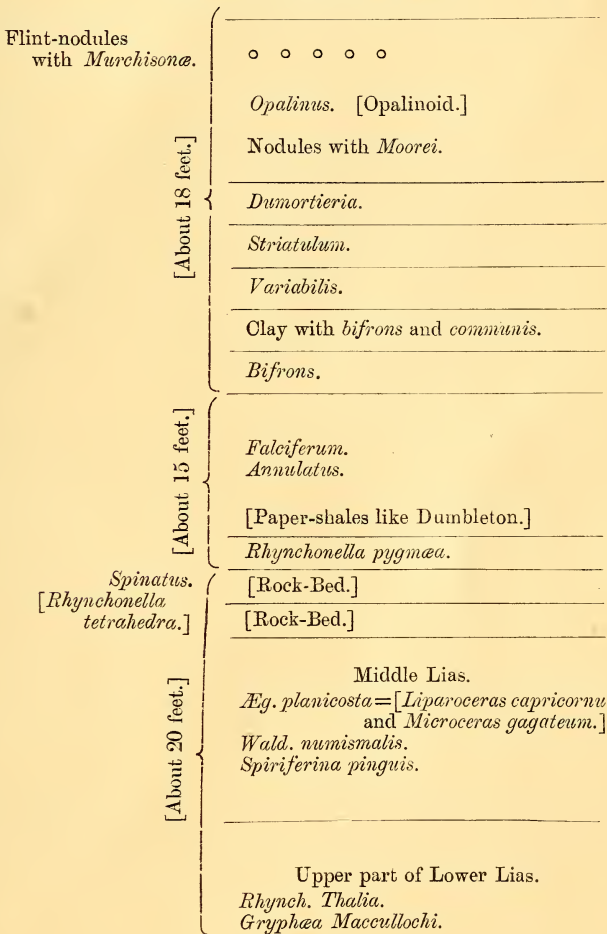 Flint-nodules
with Murchisonæ.
o o o o o
Opalinus. [Opalinoid.]
Nodules with Moorei.
[About 18 feet.]
Dumortieria.
Striatulum.
Variabilis.
Clay with bifrons and communis.
Bifrons.
[About 15 feet.]
Falciferum.
Annulatus.
[Paper-shales like Dumbleton.]
Rhynchonella pygmæa.
Spinatus.
[Rhynchonella
tetrahedra.]
[Rock-Bed.]
[Rock-Bed.]
[About 20 feet.]
Middle Lias.
Æg. planicosta=[Liparoceras capricornu
and Microceras gagateum.]
Wald. numismalis.
Spiriferina pinguis.
Upper part of Lower Lias.
Rhynch. Thalia.
Gryphæa Maccullochi.